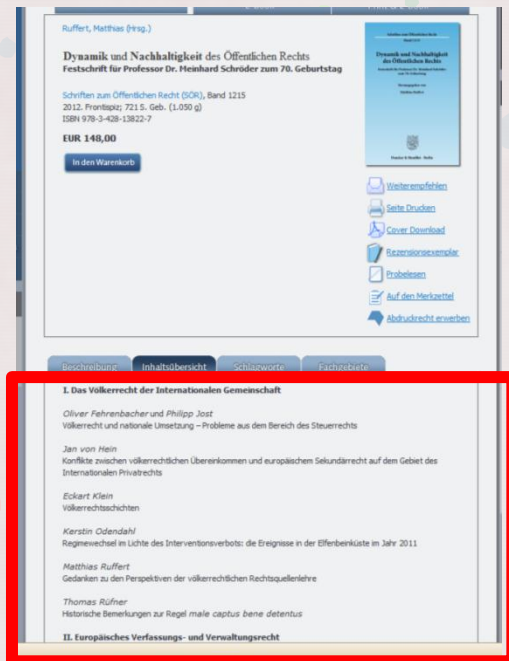 Ruffert, Matthias (Hrsg.)
Dynamik und Nachhaltigkeit des Öffentlichen Rechts
Festschrift für Professor Dr. Meinhard Schröder zum 70. Geburtstag
Schriften zum Öffentlichen Recht (SÖR), Band 1215
2012. Frontispiz; 721 S. Geb. (1.050 g)
ISBN 978-3-428-13822-7
EUR 148,00
In den Warenkorb
Dynamik und Nachhaltigkeit
des Öffentlichen Rechts
Duncker & Humblot · Berlin
Weiterempfehlen
Seite Drucken
Cover Download
Rezensionsexemplar
Probelesen
Auf den Merkzettel
Abdruckrecht erwerben
Beschreibung Inhaltsübersicht Schlagworte Fachgebiete
I. Das Völkerrecht der Internationalen Gemeinschaft
Oliver Fehrenbacher und Philipp Jost
Völkerrecht und nationale Umsetzung – Probleme aus dem Bereich des Steuerrechts
Jan von Hein
Konflikte zwischen völkerrechtlichen Übereinkommen und europäischem Sekundärrecht auf dem Gebiet des
Internationalen Privatrechts
Eckart Klein
Völkerrechtsschichten
Kerstin Odendahl
Regimewechsel im Lichte des Interventionsverbots: die Ereignisse in der Elfenbeinküste im Jahr 2011
Matthias Ruffert
Gedanken zu den Perspektiven der völkerrechtlichen Rechtsquellenlehre
Thomas Rüfner
Historische Bemerkungen zur Regel male captus bene detentus
II. Europäisches Verfassungs- und Verwaltungsrecht